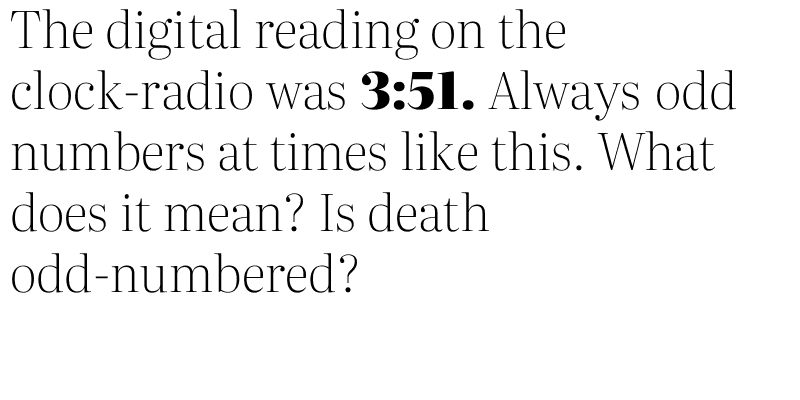 The digital reading on the
clock-radio was 3:51. Always odd
numbers at times like this. What
does it mean? Is death
odd-numbered?